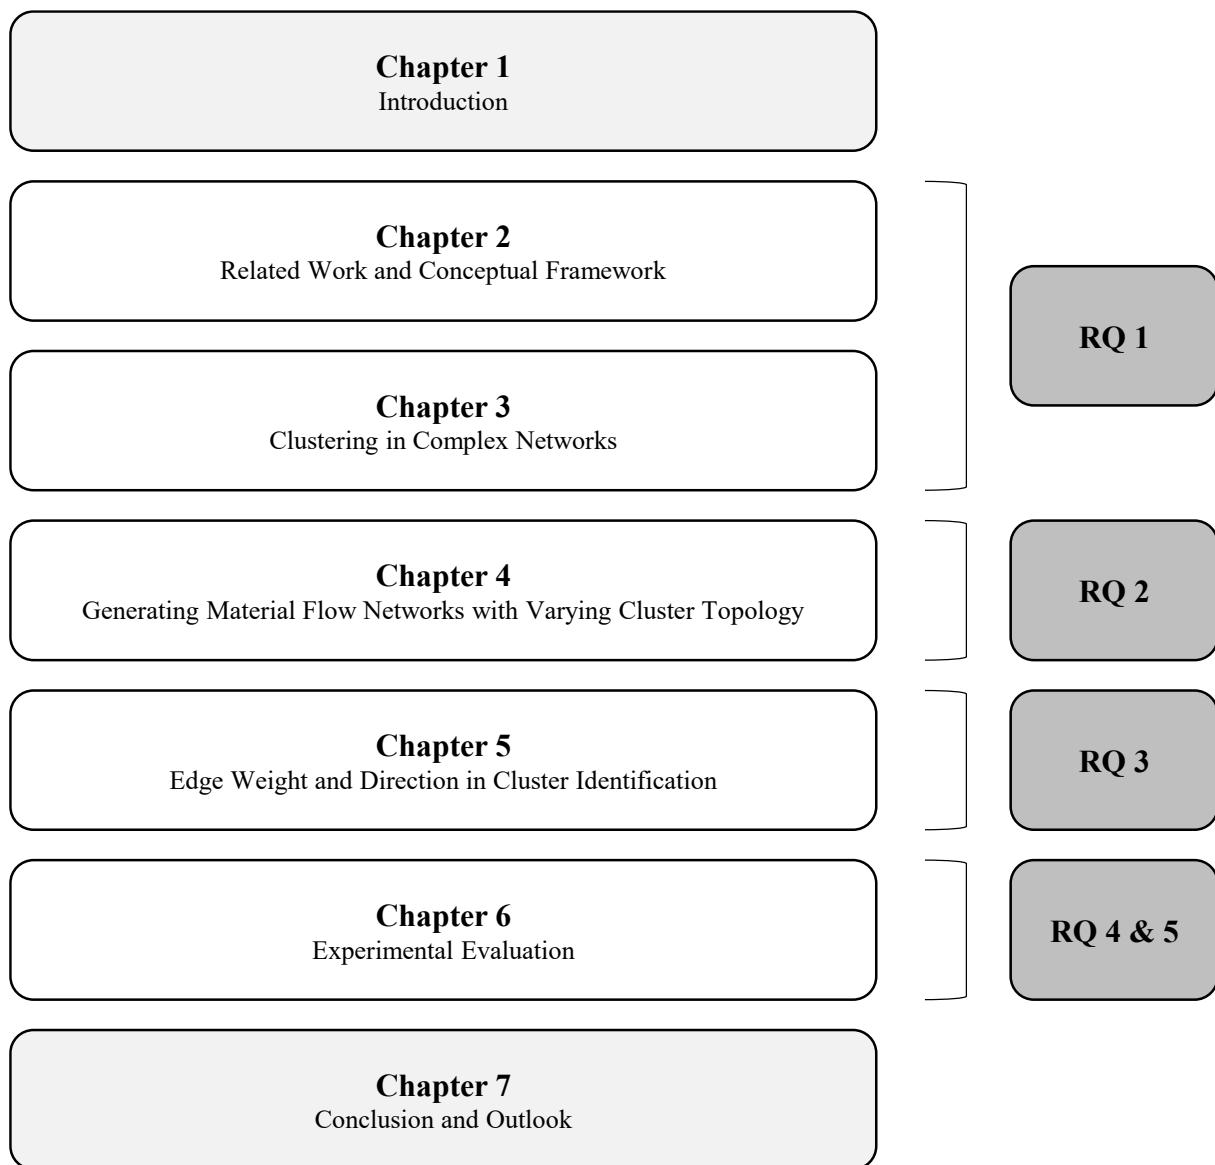 Chapter 1
Introduction
Chapter 2
Related Work and Conceptual Framework
RQ 1
Chapter 3
Clustering in Complex Networks
Chapter 4
Generating Material Flow Networks with Varying Cluster Topology
RQ 2
Chapter 5
Edge Weight and Direction in Cluster Identification
RQ 3
Chapter 6
Experimental Evaluation
RQ 4 & 5
Chapter 7
Conclusion and Outlook